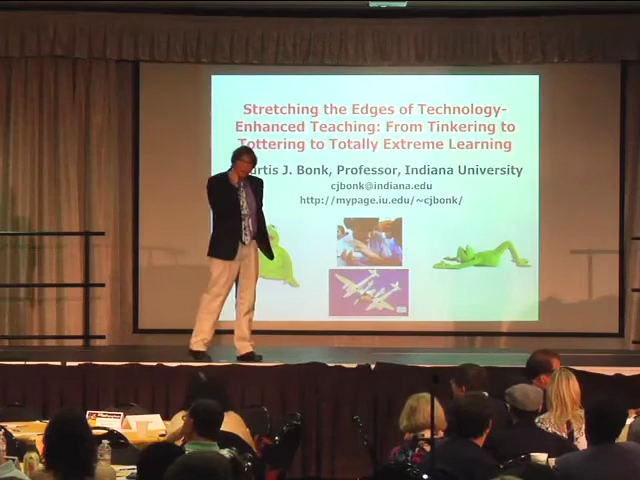 Stretching the Edges of Technology-
Enhanced Teaching: From Tinkering to
Tottering to Totally Extreme Learning
urtis J. Bonk, Professor, Indiana University
cjbonk@indiana.edu
http://mypage.iu.edu/~cjbonk/